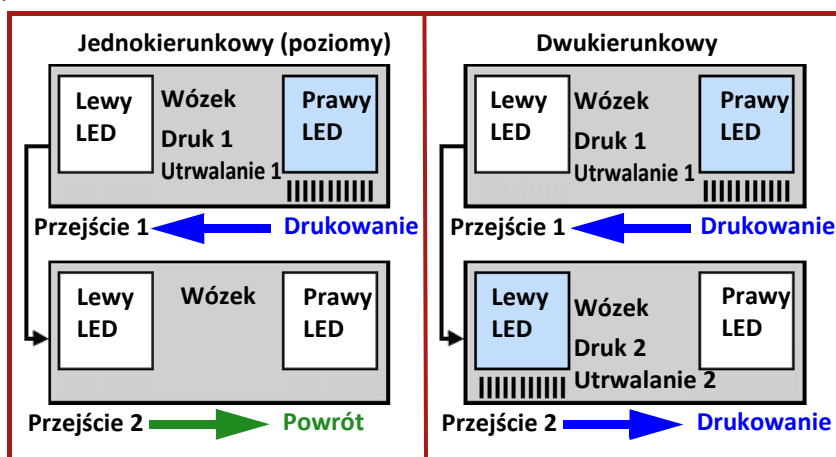 Jednokierunkowy (poziomy)
Lewy LED
Wózek
Druk 1
Utrwalanie 1
Prawy LED
Przejście 1
Drukowanie
Lewy LED
Wózek
Prawy LED
Przejście 2
Powrót
Dwukierunkowy
Lewy LED
Wózek
Druk 1
Utrwalanie 1
Prawy LED
Przejście 1
Drukowanie
Lewy LED
Wózek
Druk 2
Utrwalanie 2
Prawy LED
Przejście 2
Drukowanie